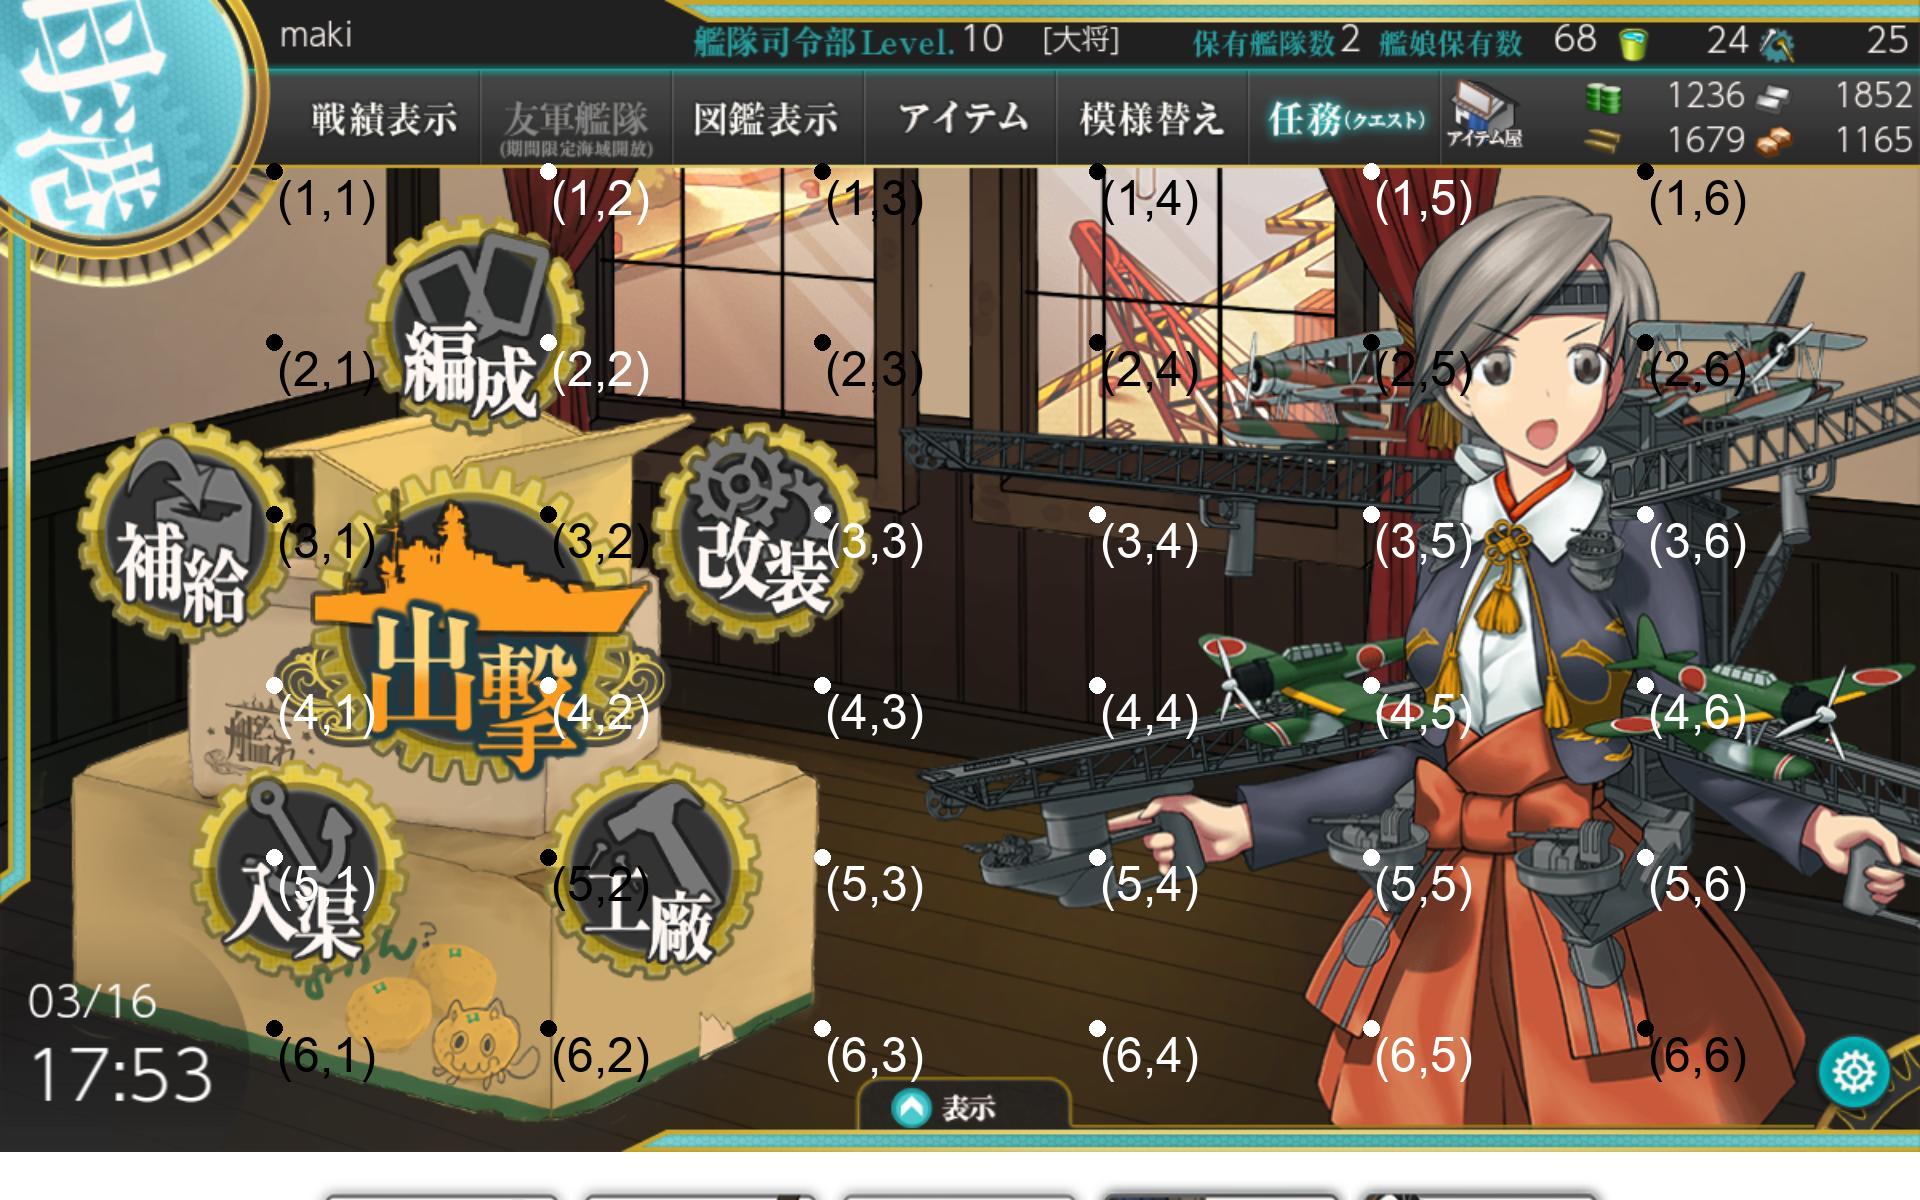 母港
maki
艦隊司令部Level.10 [大将]
保有艦隊数2 艦娘保有数 68 24 25
戦績表示
友軍艦隊
(期間限定海域開放)
図鑑表示
アイテム
模様替え
任務(クエスト)
アイテム屋
1236 1852
1679 1165
(1,1) (1,2) (1,3) (1,4) (1,5) (1,6)
編成
(2,1) (2,2) (2,3) (2,4) (2,5) (2,6)
補給
改装
(3,1) (3,2) (3,3) (3,4) (3,5) (3,6)
出撃
(4,1) (4,2) (4,3) (4,4) (4,5) (4,6)
入渠
工廠
(5,1) (5,2) (5,3) (5,4) (5,5) (5,6)
03/16
17:53
(6,1) (6,2) (6,3) (6,4) (6,5) (6,6)
表示